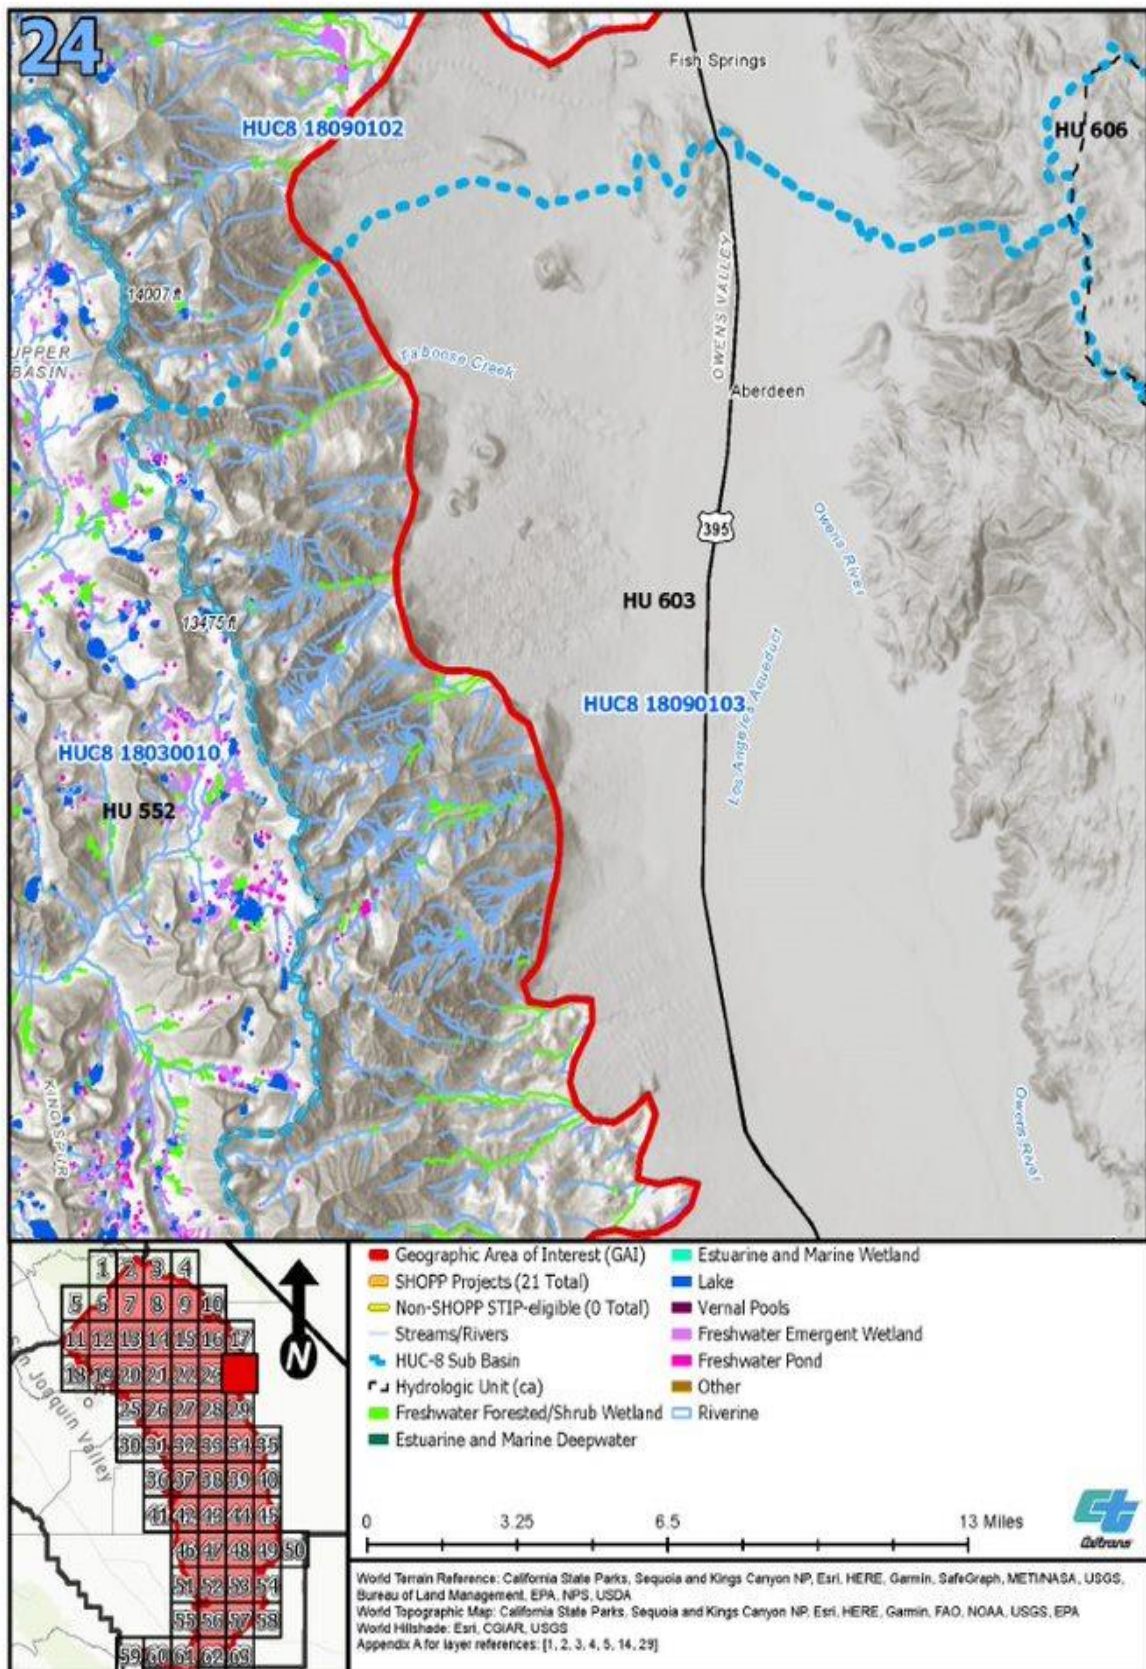 24
Fish Springs
HUC8 18090102
HU 606
14007 ft
OWENS VALLEY
UPPER
BASIN
Taboose Creek
Aberdeen
Owens River
395
HU 603
13475 ft
Los Angeles Aqueduct
HUC8 18090103
HUC8 18030010
HU 552
KING SPUR
Owens River
Geographic Area of Interest (GAI)
SHOPP Projects (21 Total)
Non-SHOPP STIP-eligible (0 Total)
Streams/Rivers
HUC-8 Sub Basin
Hydrologic Unit (ca)
Freshwater Forested/Shrub Wetland
Estuarine and Marine Deepwater
Estuarine and Marine Wetland
Lake
Vernal Pools
Freshwater Emergent Wetland
Freshwater Pond
Other
Riverine
1 2 3 4
5 6 7 8 9 10
11 12 13 14 15 16 17
18 19 20 21 22 23
25 26 27 28 29
30 31 32 33 34 35
36 37 38 39 40
41 42 43 44 45
46 47 48 49 50
51 52 53 54
55 56 57 58
59 60 61 62 63
Joaquin Valley
N
0 3.25 6.5 13 Miles
Caltrans
World Terrain Reference: California State Parks, Sequoia and Kings Canyon NP, Esri, HERE, Garmin, SafeGraph, METI/NASA, USGS,
Bureau of Land Management, EPA, NPS, USDA
World Topographic Map: California State Parks, Sequoia and Kings Canyon NP, Esri, HERE, Garmin, FAO, NOAA, USGS, EPA
World Hillshade: Esri, CGIAR, USGS
Appendix A for layer references: [1, 2, 3, 4, 5, 14, 29]